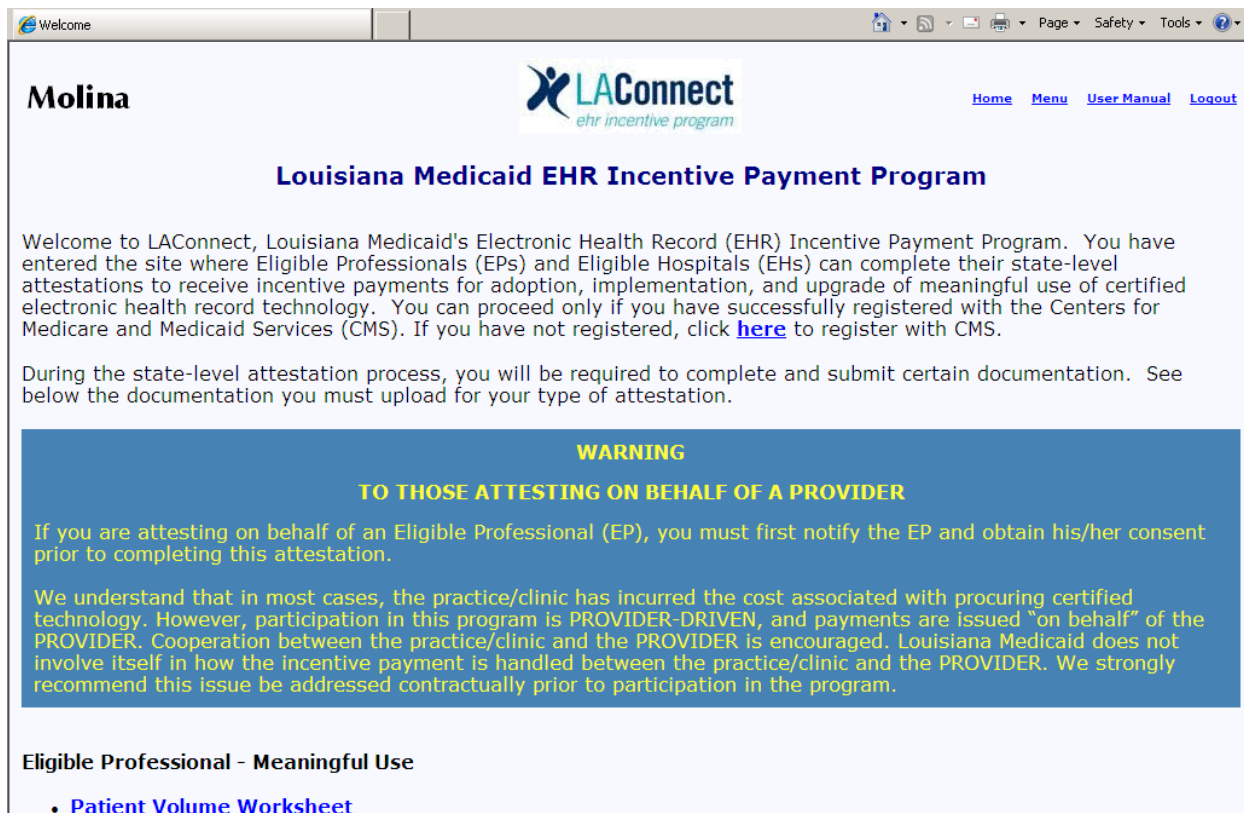 Welcome
Page Safety Tools
Molina
LAConnect
ehr incentive program
Home Menu User Manual Logout
Louisiana Medicaid EHR Incentive Payment Program
Welcome to LAConnect, Louisiana Medicaid's Electronic Health Record (EHR) Incentive Payment Program. You have
entered the site where Eligible Professionals (EPs) and Eligible Hospitals (EHs) can complete their state-level
attestations to receive incentive payments for adoption, implementation, and upgrade of meaningful use of certified
electronic health record technology. You can proceed only if you have successfully registered with the Centers for
Medicare and Medicaid Services (CMS). If you have not registered, click here to register with CMS.
During the state-level attestation process, you will be required to complete and submit certain documentation. See
below the documentation you must upload for your type of attestation.
WARNING
TO THOSE ATTESTING ON BEHALF OF A PROVIDER
If you are attesting on behalf of an Eligible Professional (EP), you must first notify the EP and obtain his/her consent
prior to completing this attestation.
We understand that in most cases, the practice/clinic has incurred the cost associated with procuring certified
technology. However, participation in this program is PROVIDER-DRIVEN, and payments are issued “on behalf” of the
PROVIDER. Cooperation between the practice/clinic and the PROVIDER is encouraged. Louisiana Medicaid does not
involve itself in how the incentive payment is handled between the practice/clinic and the PROVIDER. We strongly
recommend this issue be addressed contractually prior to participation in the program.
Eligible Professional - Meaningful Use
• Patient Volume Worksheet